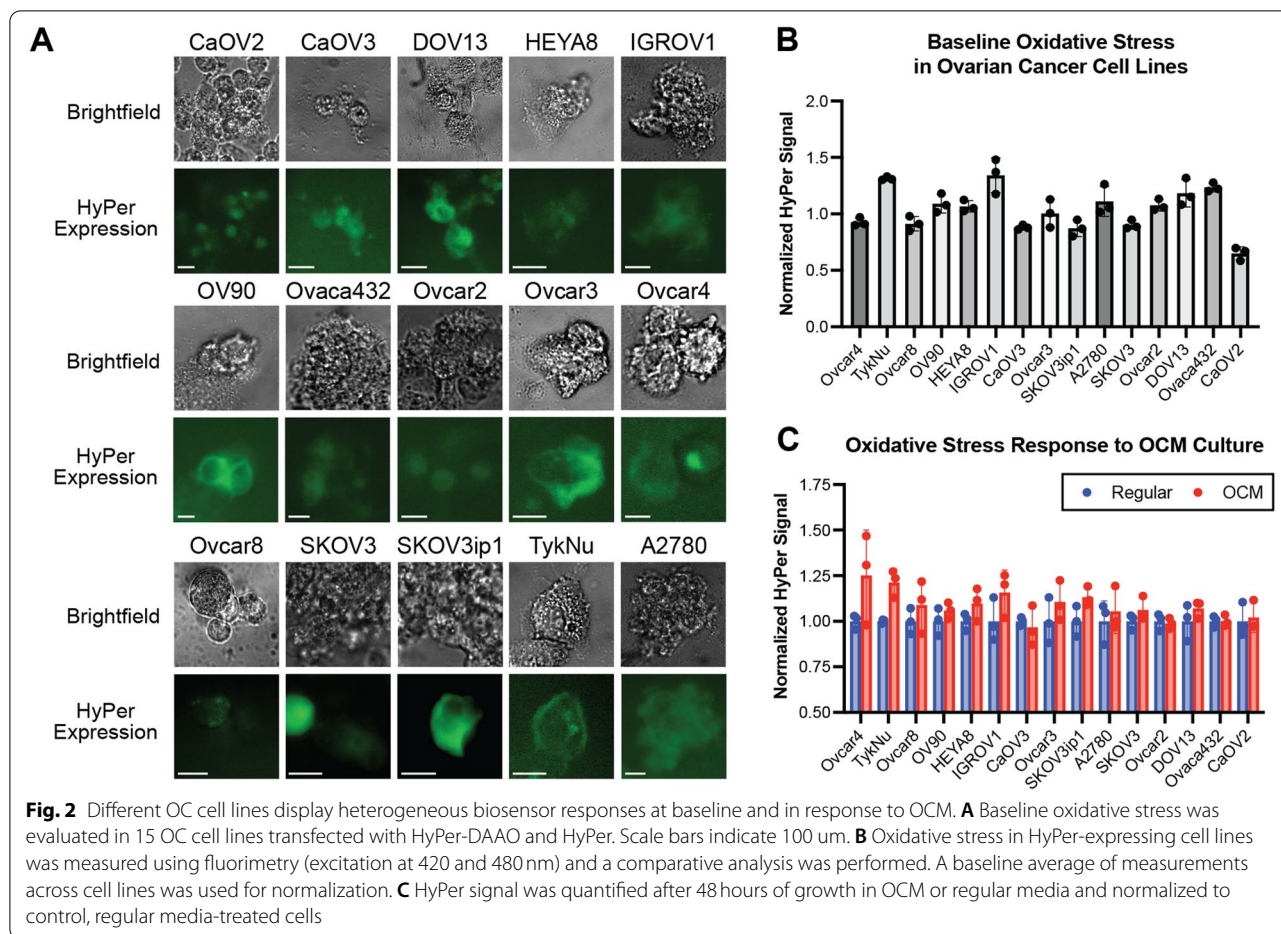 A
CaOV2 CaOV3 DOV13 HEYA8 IGROV1
Brightfield
HyPer
Expression
OV90 Ovaca432 Ovcar2 Ovcar3 Ovcar4
Brightfield
HyPer
Expression
Ovcar8 SKOV3 SKOV3ip1 TykNu A2780
Brightfield
HyPer
Expression
B
Baseline Oxidative Stress
in Ovarian Cancer Cell Lines
Normalized HyPer Signal
2.0
1.5
1.0
0.5
0.0
Ovcar4 TykNu Ovcar8 OV90 HEYA8 IGROV1 CaOV3 Ovcar3 SKOV3ip1 A2780 SKOV3 Ovcar2 DOV13 Ovaca432 CaOV2
C Oxidative Stress Response to OCM Culture
Regular OCM
Normalized HyPer Signal
1.75
1.50
1.25
1.00
0.75
0.50
Ovcar4 TykNu Ovcar8 OV90 HEYA8 IGROV1 CaOV3 Ovcar3 SKOV3ip1 A2780 SKOV3 Ovcar2 DOV13 Ovaca432 CaOV2
Fig. 2 Different OC cell lines display heterogeneous biosensor responses at baseline and in response to OCM. A Baseline oxidative stress was
evaluated in 15 OC cell lines transfected with HyPer-DAAO and HyPer. Scale bars indicate 100 um. B Oxidative stress in HyPer-expressing cell lines
was measured using fluorimetry (excitation at 420 and 480 nm) and a comparative analysis was performed. A baseline average of measurements
across cell lines was used for normalization. C HyPer signal was quantified after 48 hours of growth in OCM or regular media and normalized to
control, regular media-treated cells